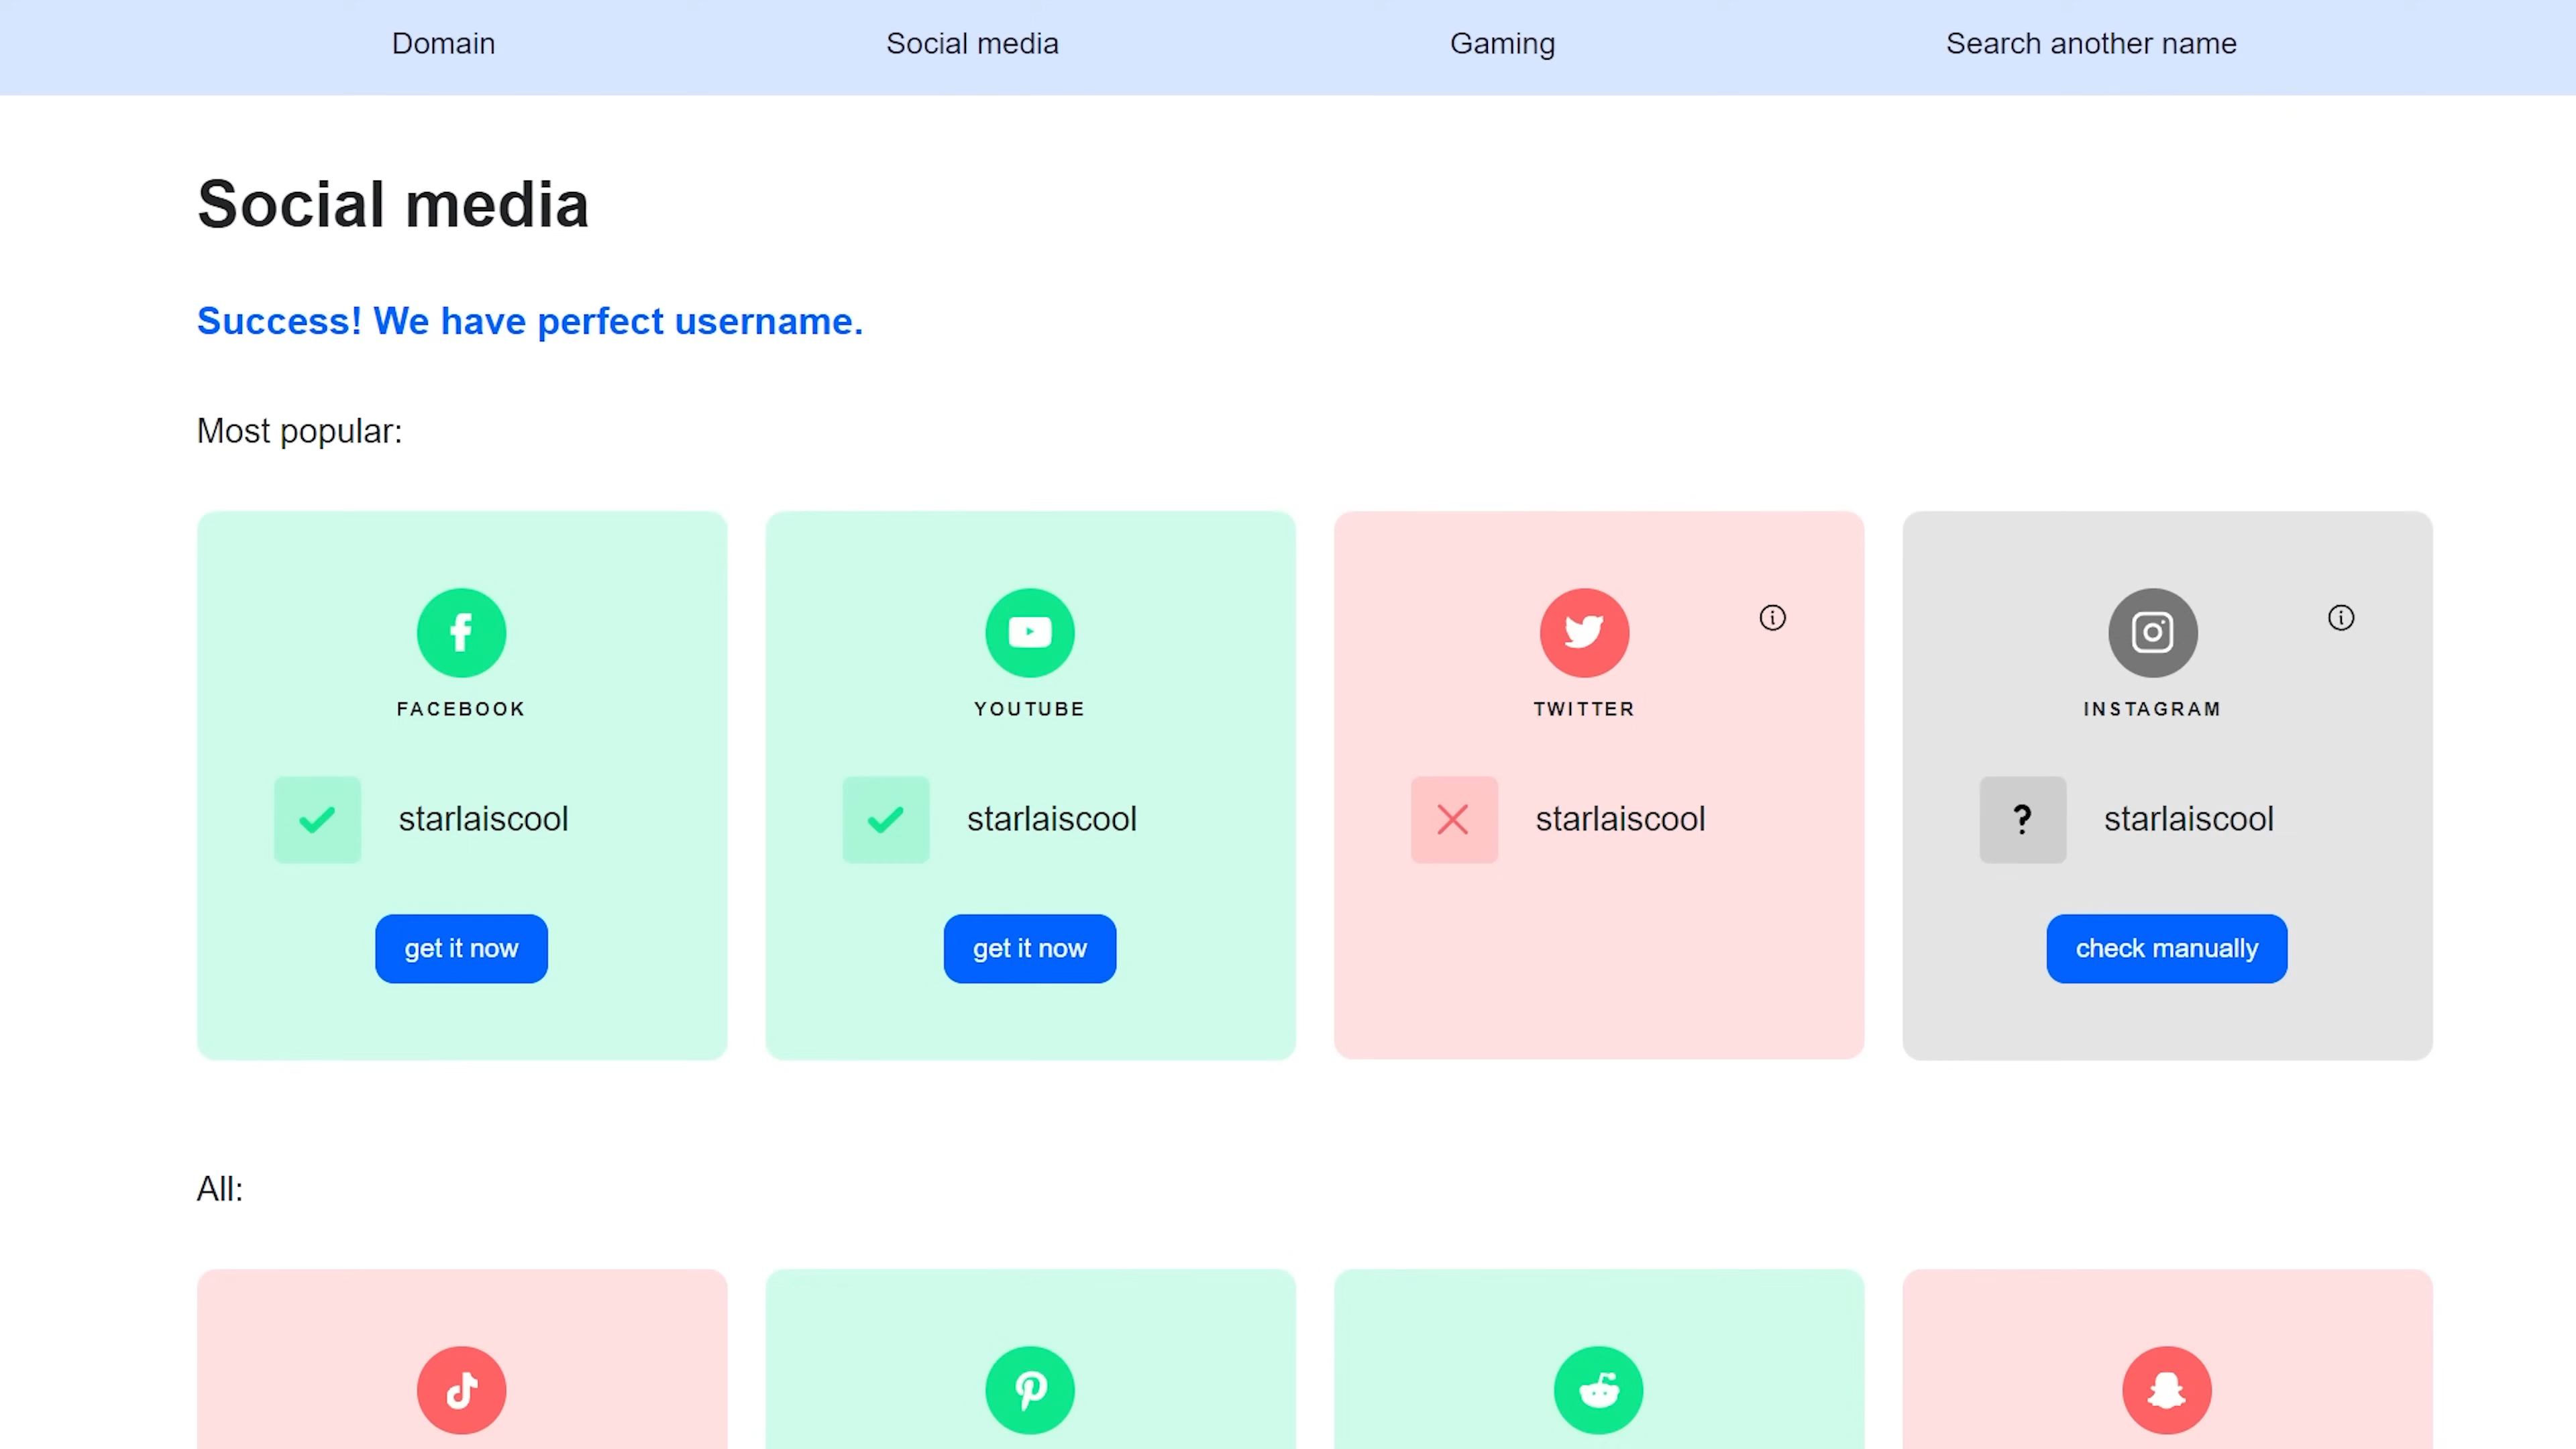 Domain
Social media
Gaming
Search another name
Social media
Success! We have perfect username.
Most popular:
FACEBOOK
starlaiscool
get it now
YOUTUBE
starlaiscool
get it now
TWITTER
starlaiscool
INSTAGRAM
?
starlaiscool
check manually
All: